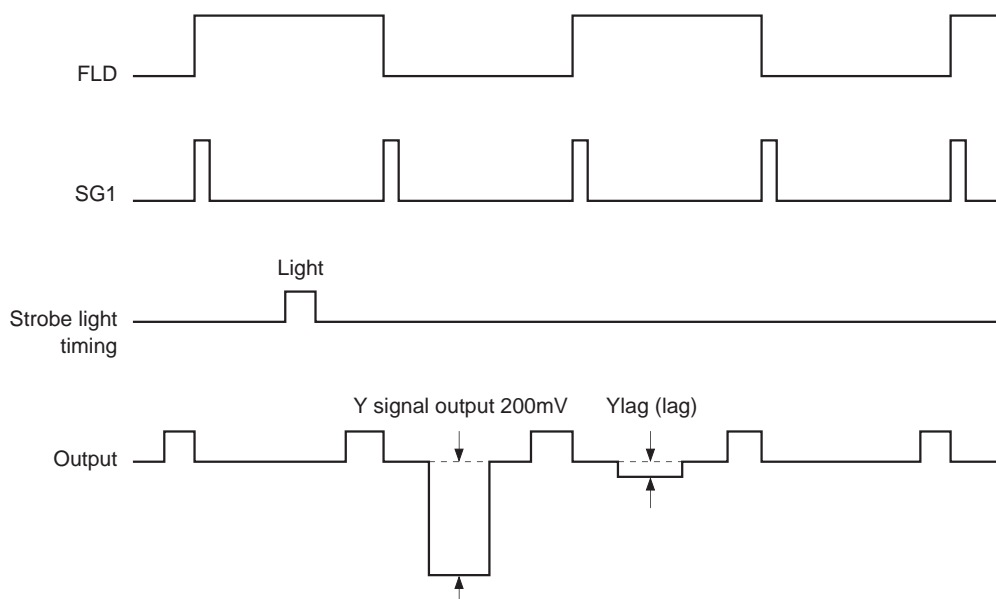 FLD
SG1
Light
Strobe light
timing
Y signal output 200mV
Ylag (lag)
Output